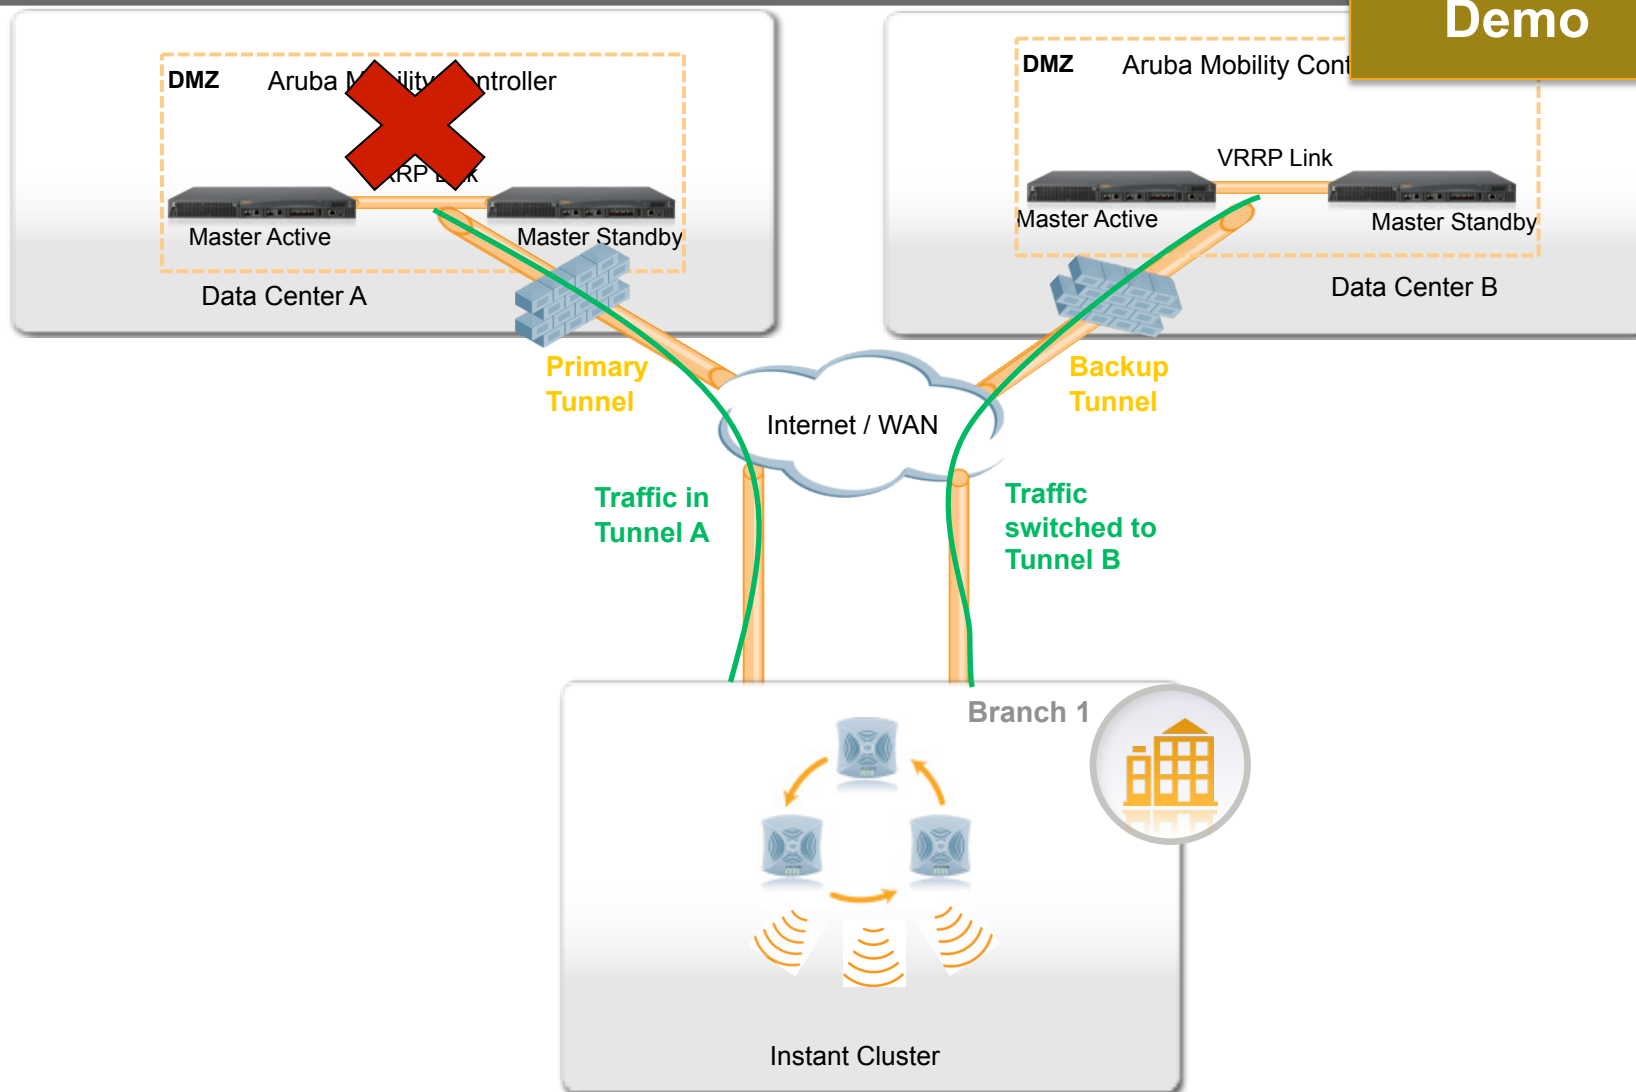 Demo
DMZ
Aruba M ility ntroller
RRP L k
Master Active
Master Standby
Data Center A
DMZ
Aruba Mobility Cont
VRRP Link
Master Active
Master Standby
Data Center B
Primary
Tunnel
Backup
Tunnel
Internet / WAN
Traffic in
Tunnel A
Traffic
switched to
Tunnel B
Branch 1
Instant Cluster